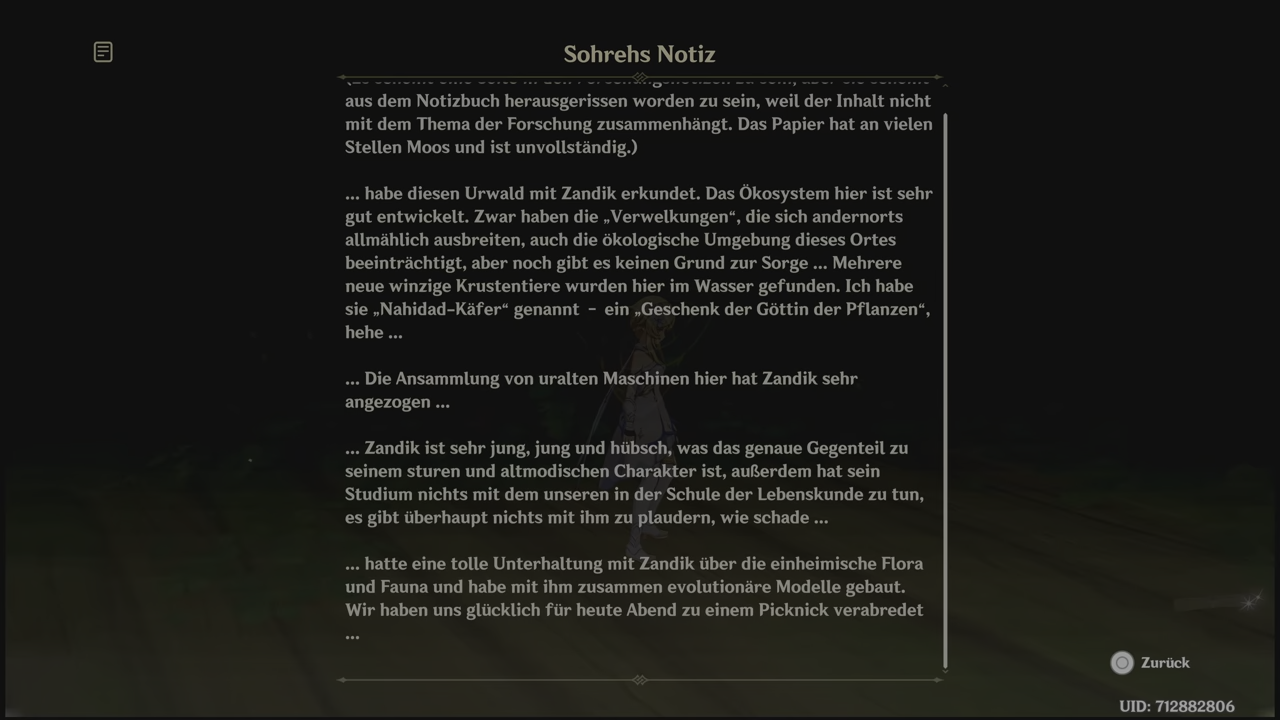 Sohrehs Notiz
aus dem Notizbuch herausgerissen worden zu sein, weil der Inhalt nicht
mit dem Thema der Forschung zusammenhängt. Das Papier hat an vielen
Stellen Moos und ist unvollständig.)
... habe diesen Urwald mit Zandik erkundet. Das Ökosystem hier ist sehr
gut entwickelt. Zwar haben die „Verwelkungen“, die sich andernorts
allmählich ausbreiten, auch die ökologische Umgebung dieses Ortes
beeinträchtigt, aber noch gibt es keinen Grund zur Sorge ... Mehrere
neue winzige Krustentiere wurden hier im Wasser gefunden. Ich habe
sie „Nahidad-Käfer“ genannt – ein „Geschenk der Göttin der Pflanzen“,
hehe ...
... Die Ansammlung von uralten Maschinen hier hat Zandik sehr
angezogen ...
... Zandik ist sehr jung, jung und hübsch, was das genaue Gegenteil zu
seinem sturen und altmodischen Charakter ist, außerdem hat sein
Studium nichts mit dem unseren in der Schule der Lebenskunde zu tun,
es gibt überhaupt nichts mit ihm zu plaudern, wie schade ...
... hatte eine tolle Unterhaltung mit Zandik über die einheimische Flora
und Fauna und habe mit ihm zusammen evolutionäre Modelle gebaut.
Wir haben uns glücklich für heute Abend zu einem Picknick verabredet
...
Zurück
UID: 712882806